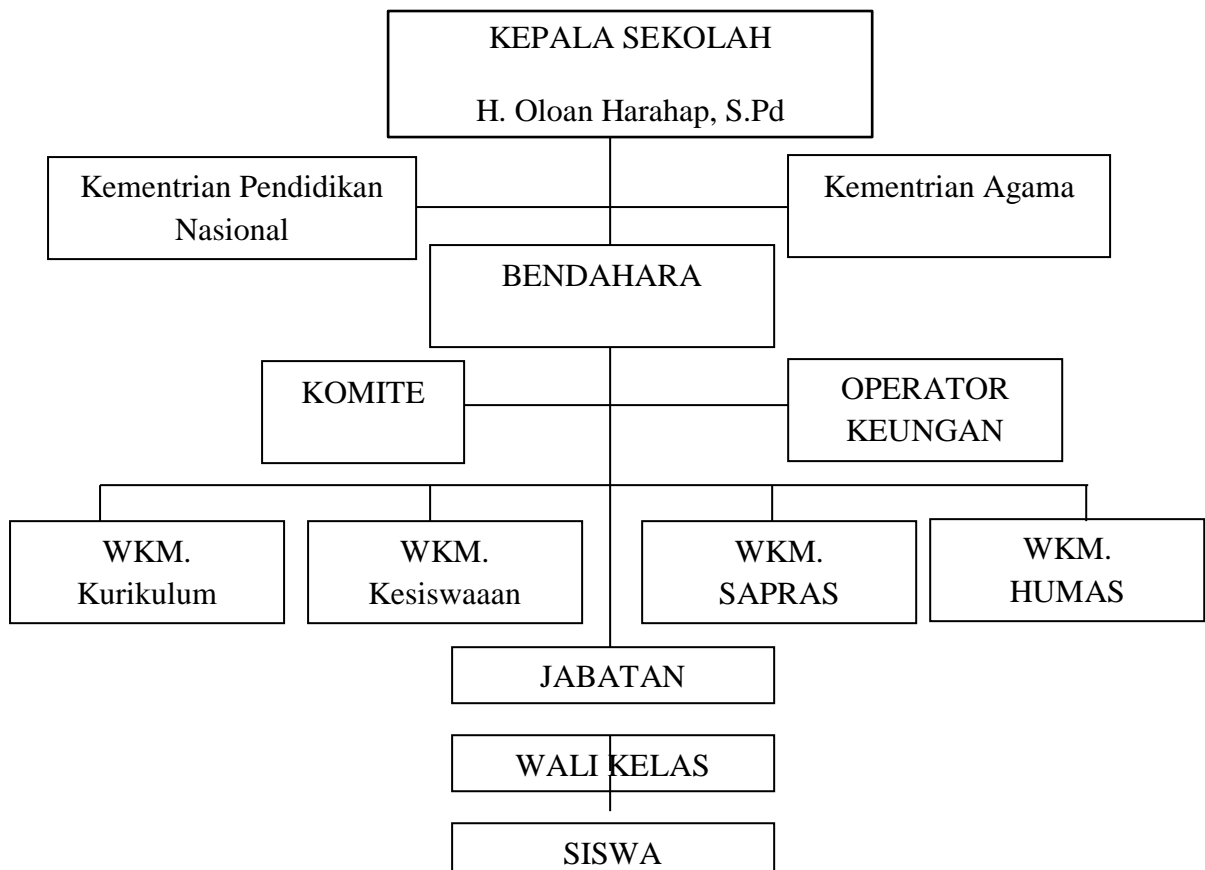 KEPALA SEKOLAH
H. Oloan Harahap, S.Pd
Kementrian Pendidikan
Nasional
Kementrian Agama
BENDAHARA
KOMITE
OPERATOR
KEUNGAN
WKM.
Kurikulum
WKM.
Kesiswaaan
WKM.
SAPRAS
WKM.
HUMAS
JABATAN
WALI KELAS
SISWA